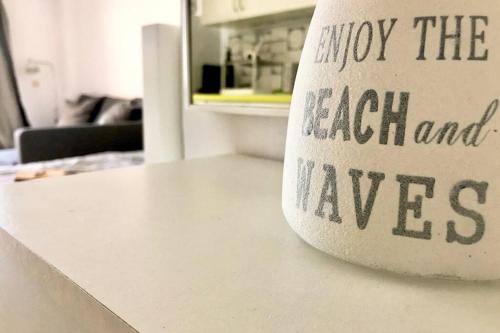 ENJOY THE
BEACH and
WAVES